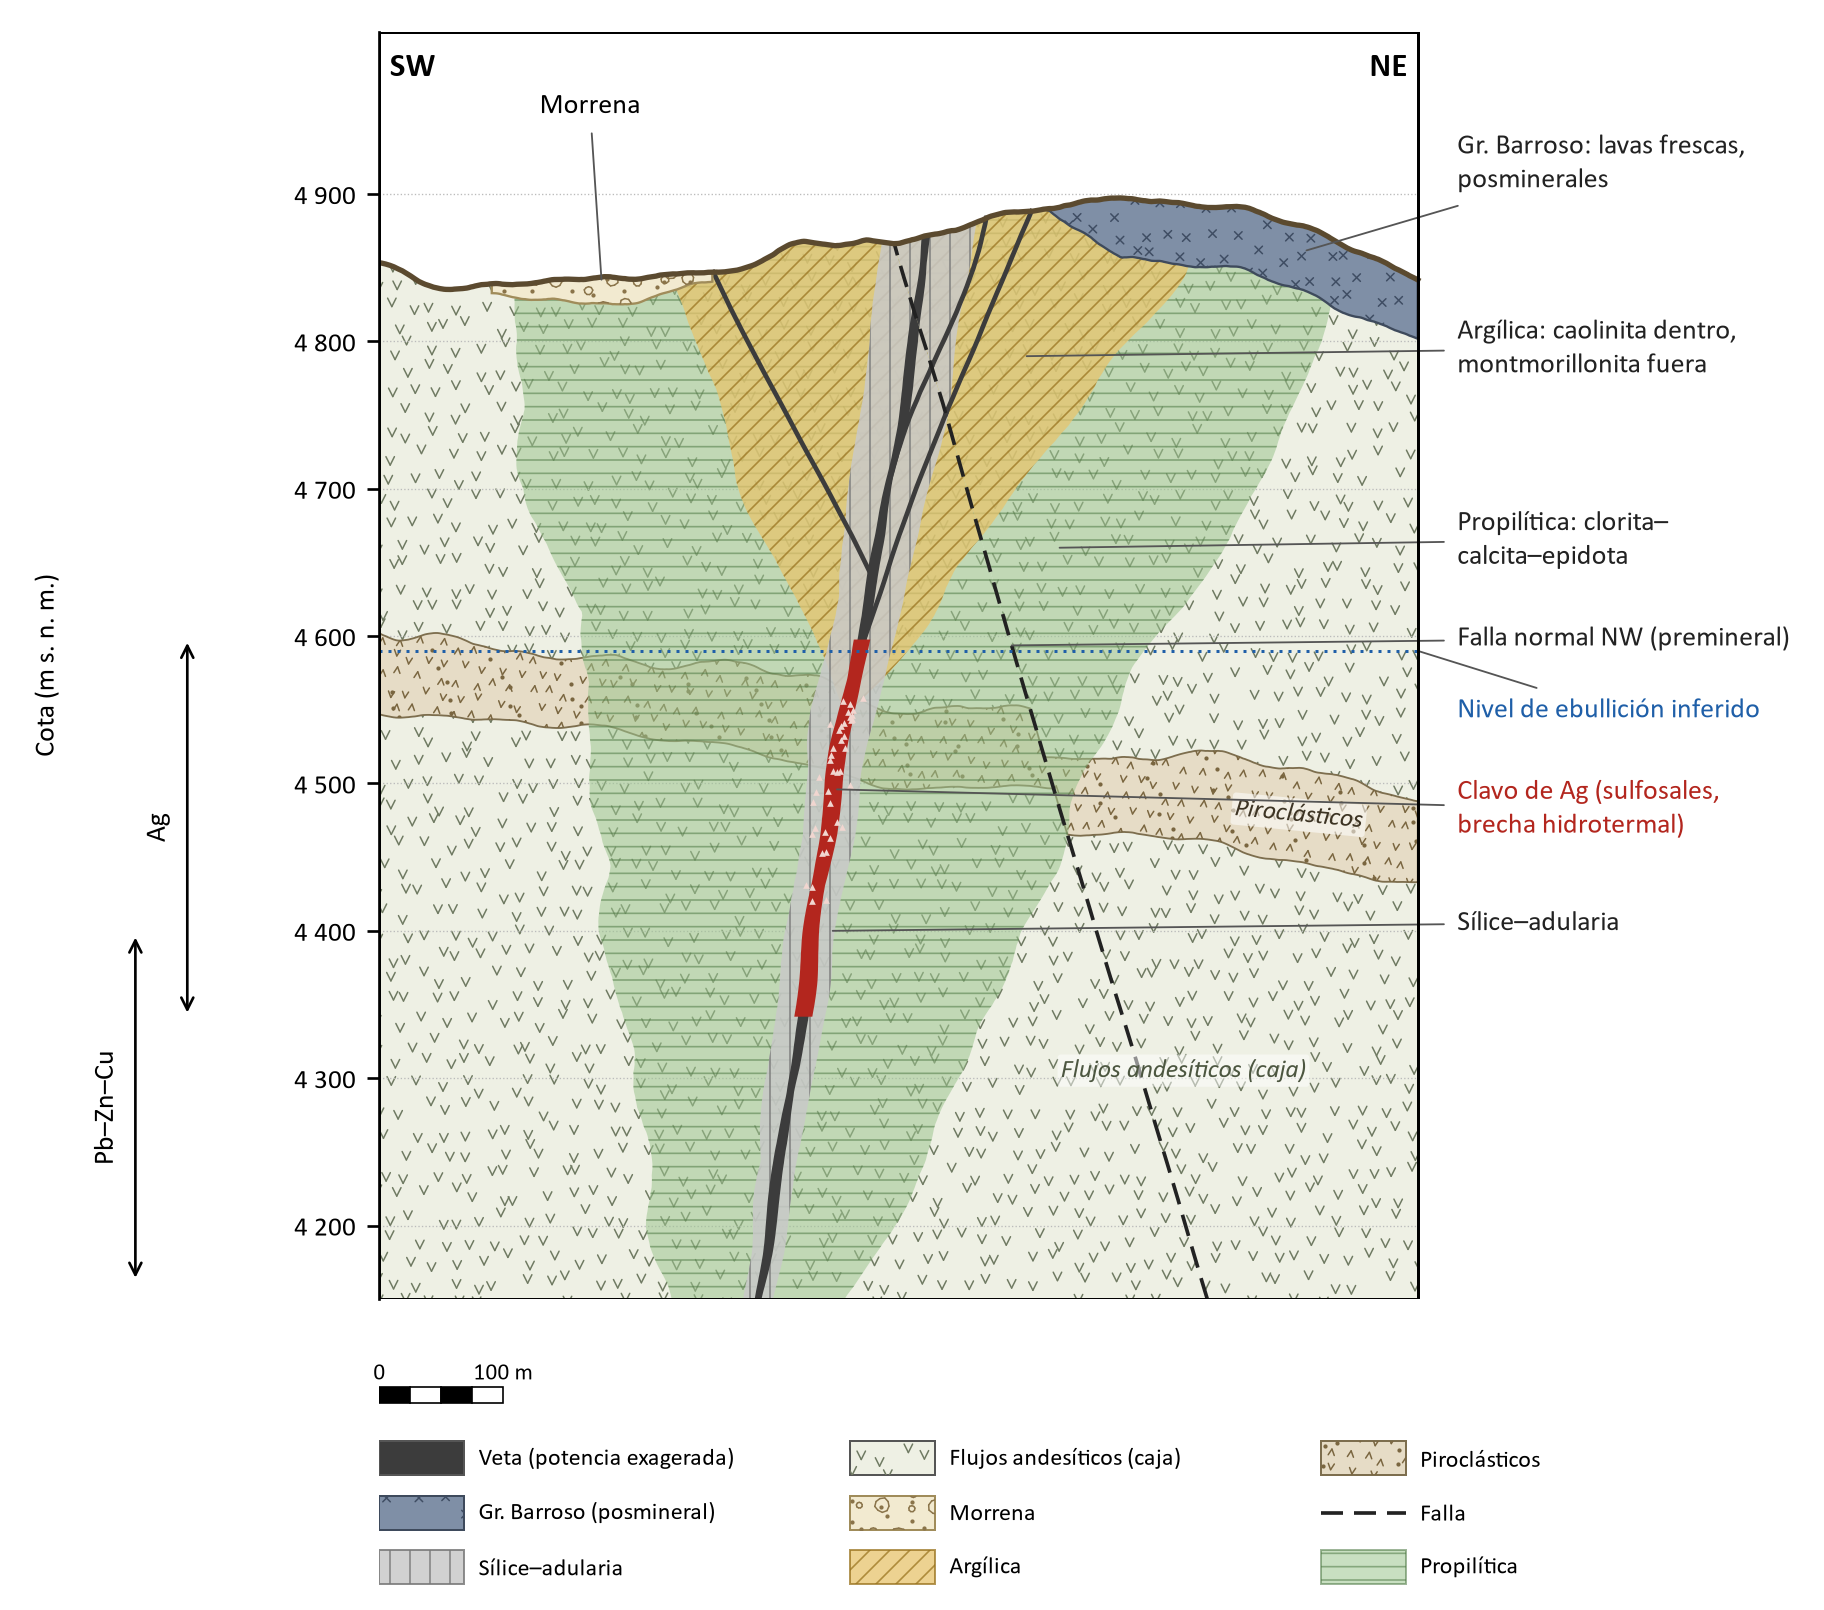 SW
NE
Morrena
Gr. Barroso: lavas frescas,
posminerales
4 900
4 800
4 700
4 600
4 500
4 400
4 300
4 200
Cota (m s. n. m.)
Ag
Pb–Zn–Cu
Argílica: caolinita dentro,
montmorillonita fuera
Propilítica: clorita–
calcita–epidota
Falla normal NW (premineral)
Nivel de ebullición inferido
Clavo de Ag (sulfosales,
brecha hidrotermal)
Piroclásticos
Sílice–adularia
Flujos andesíticos (caja)
0 100 m
Veta (potencia exagerada)
Flujos andesíticos (caja)
Piroclásticos
Gr. Barroso (posmineral)
Morrena
Falla
Sílice–adularia
Argílica
Propilítica